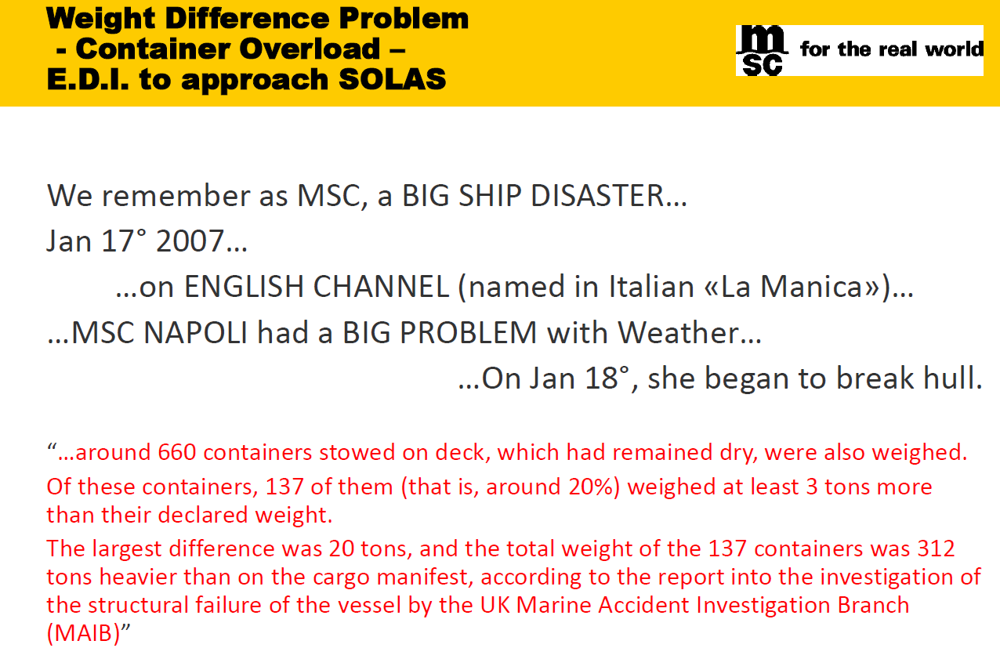 Weight Difference Problem
- Container Overload –
E.D.I. to approach SOLAS
msc for the real world
We remember as MSC, a BIG SHIP DISASTER…
Jan 17° 2007…
…on ENGLISH CHANNEL (named in Italian «La Manica»)…
…MSC NAPOLI had a BIG PROBLEM with Weather…
…On Jan 18°, she began to break hull.
“…around 660 containers stowed on deck, which had remained dry, were also weighed.
Of these containers, 137 of them (that is, around 20%) weighed at least 3 tons more
than their declared weight.
The largest difference was 20 tons, and the total weight of the 137 containers was 312
tons heavier than on the cargo manifest, according to the report into the investigation of
the structural failure of the vessel by the UK Marine Accident Investigation Branch
(MAIB)”